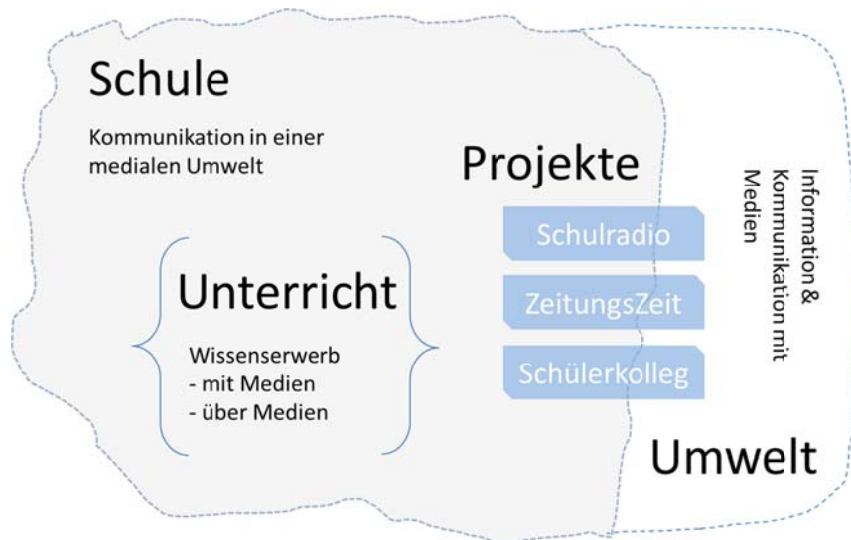 Schule
Kommunikation in einer
medialen Umwelt
Projekte
Schulradio
ZeitungsZeit
Schülerkolleg
Unterricht
Wissenserwerb
- mit Medien
- über Medien
Information &
Kommunikation mit
Medien
Umwelt